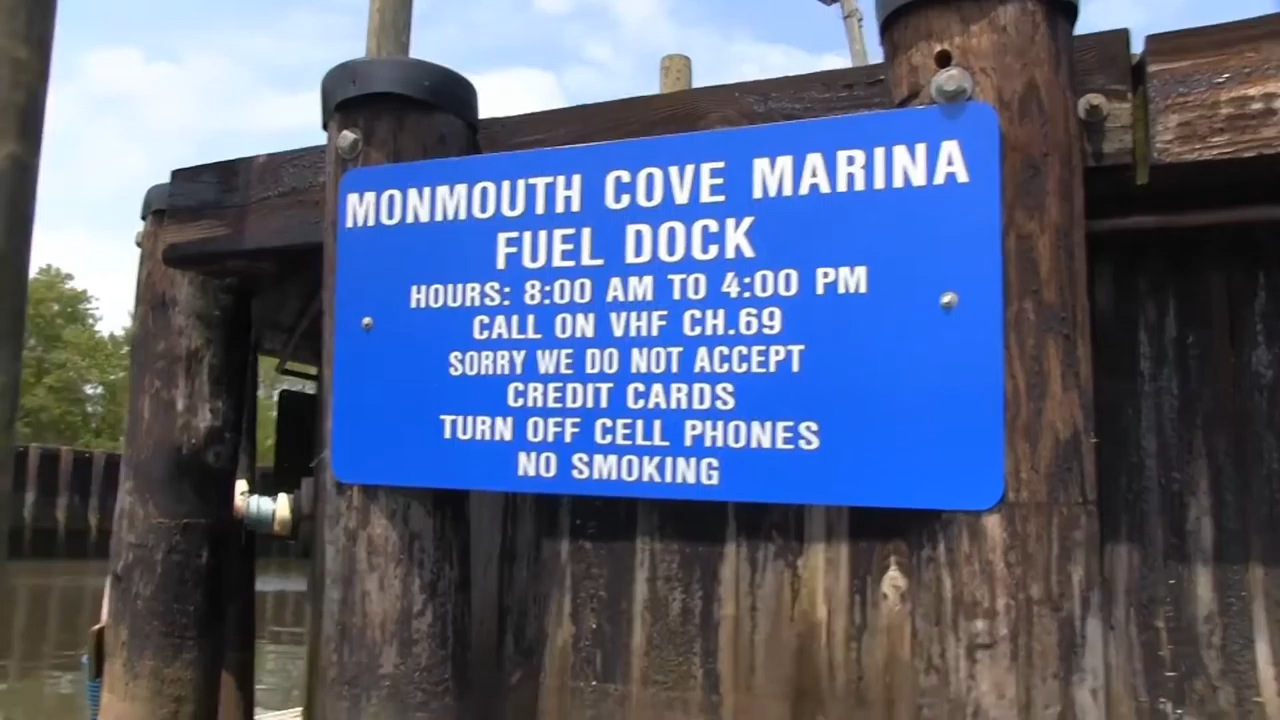 MONMOUTH COVE MARINA
FUEL DOCK
HOURS: 8:00 AM TO 4:00 PM
CALL ON VHF CH.69
SORRY WE DO NOT ACCEPT
CREDIT CARDS
TURN OFF CELL PHONES
NO SMOKING